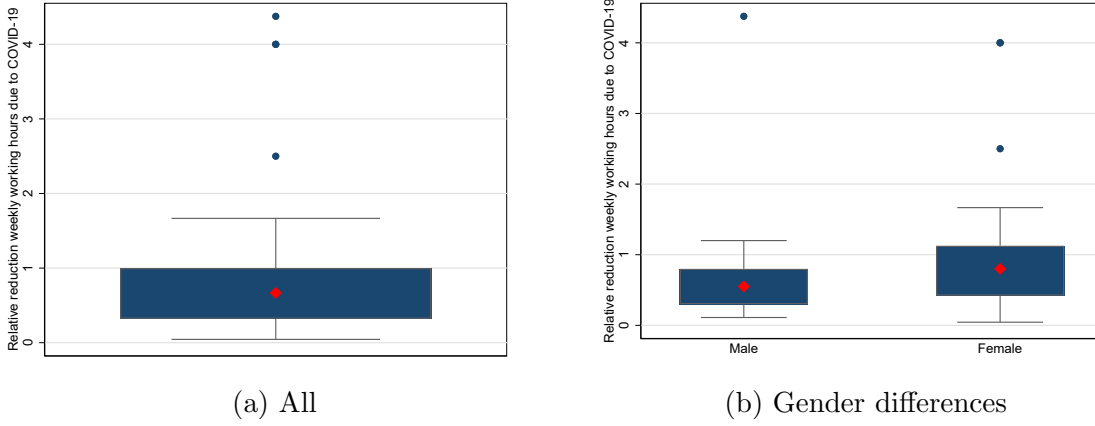 Relative reduction weekly working hours due to COVID-19
4
3
2
1
0
(a) All
Relative reduction weekly working hours due to COVID-19
4
3
2
1
0
Male Female
(b) Gender differences